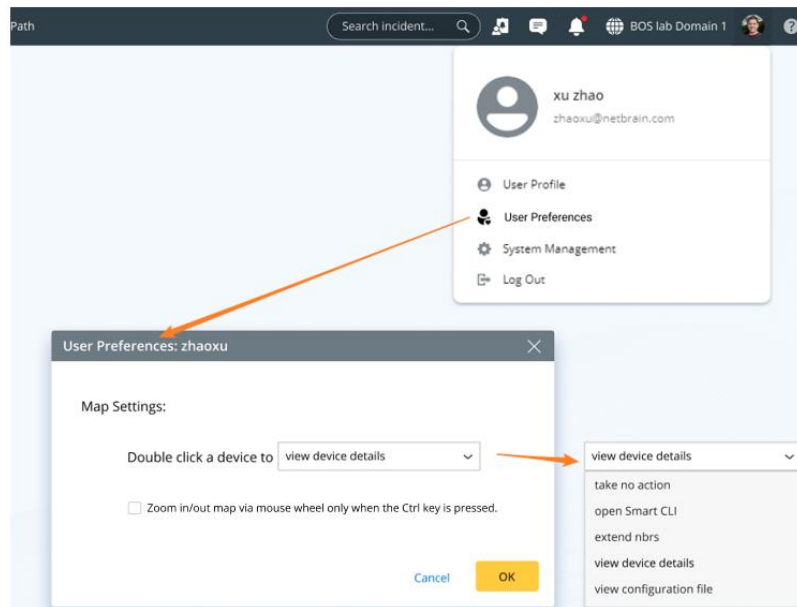 Path
Search incident...
BOS lab Domain 1
xu zhao
zhaoxu@netbrain.com
User Profile
User Preferences
System Management
Log Out
User Preferences: zhaoxu
Map Settings:
Double click a device to view device details
Zoom in/out map via mouse wheel only when the Ctrl key is pressed.
Cancel
OK
view device details
take no action
open Smart CLI
extend nbrs
view device details
view configuration file